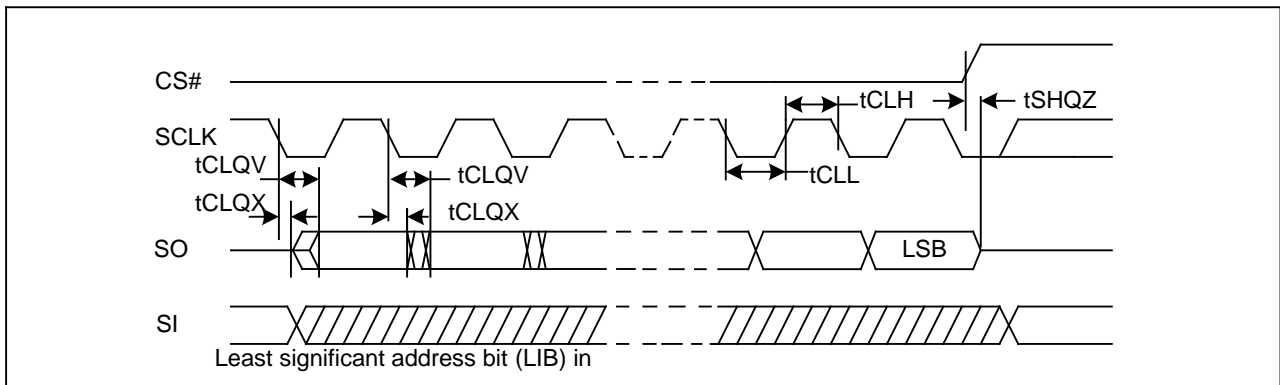 CS#
tCLH
tSHQZ
SCLK
tCLQV
tCLQV
tCLL
tCLQX
tCLQX
SO
LSB
SI
Least significant address bit (LIB) in